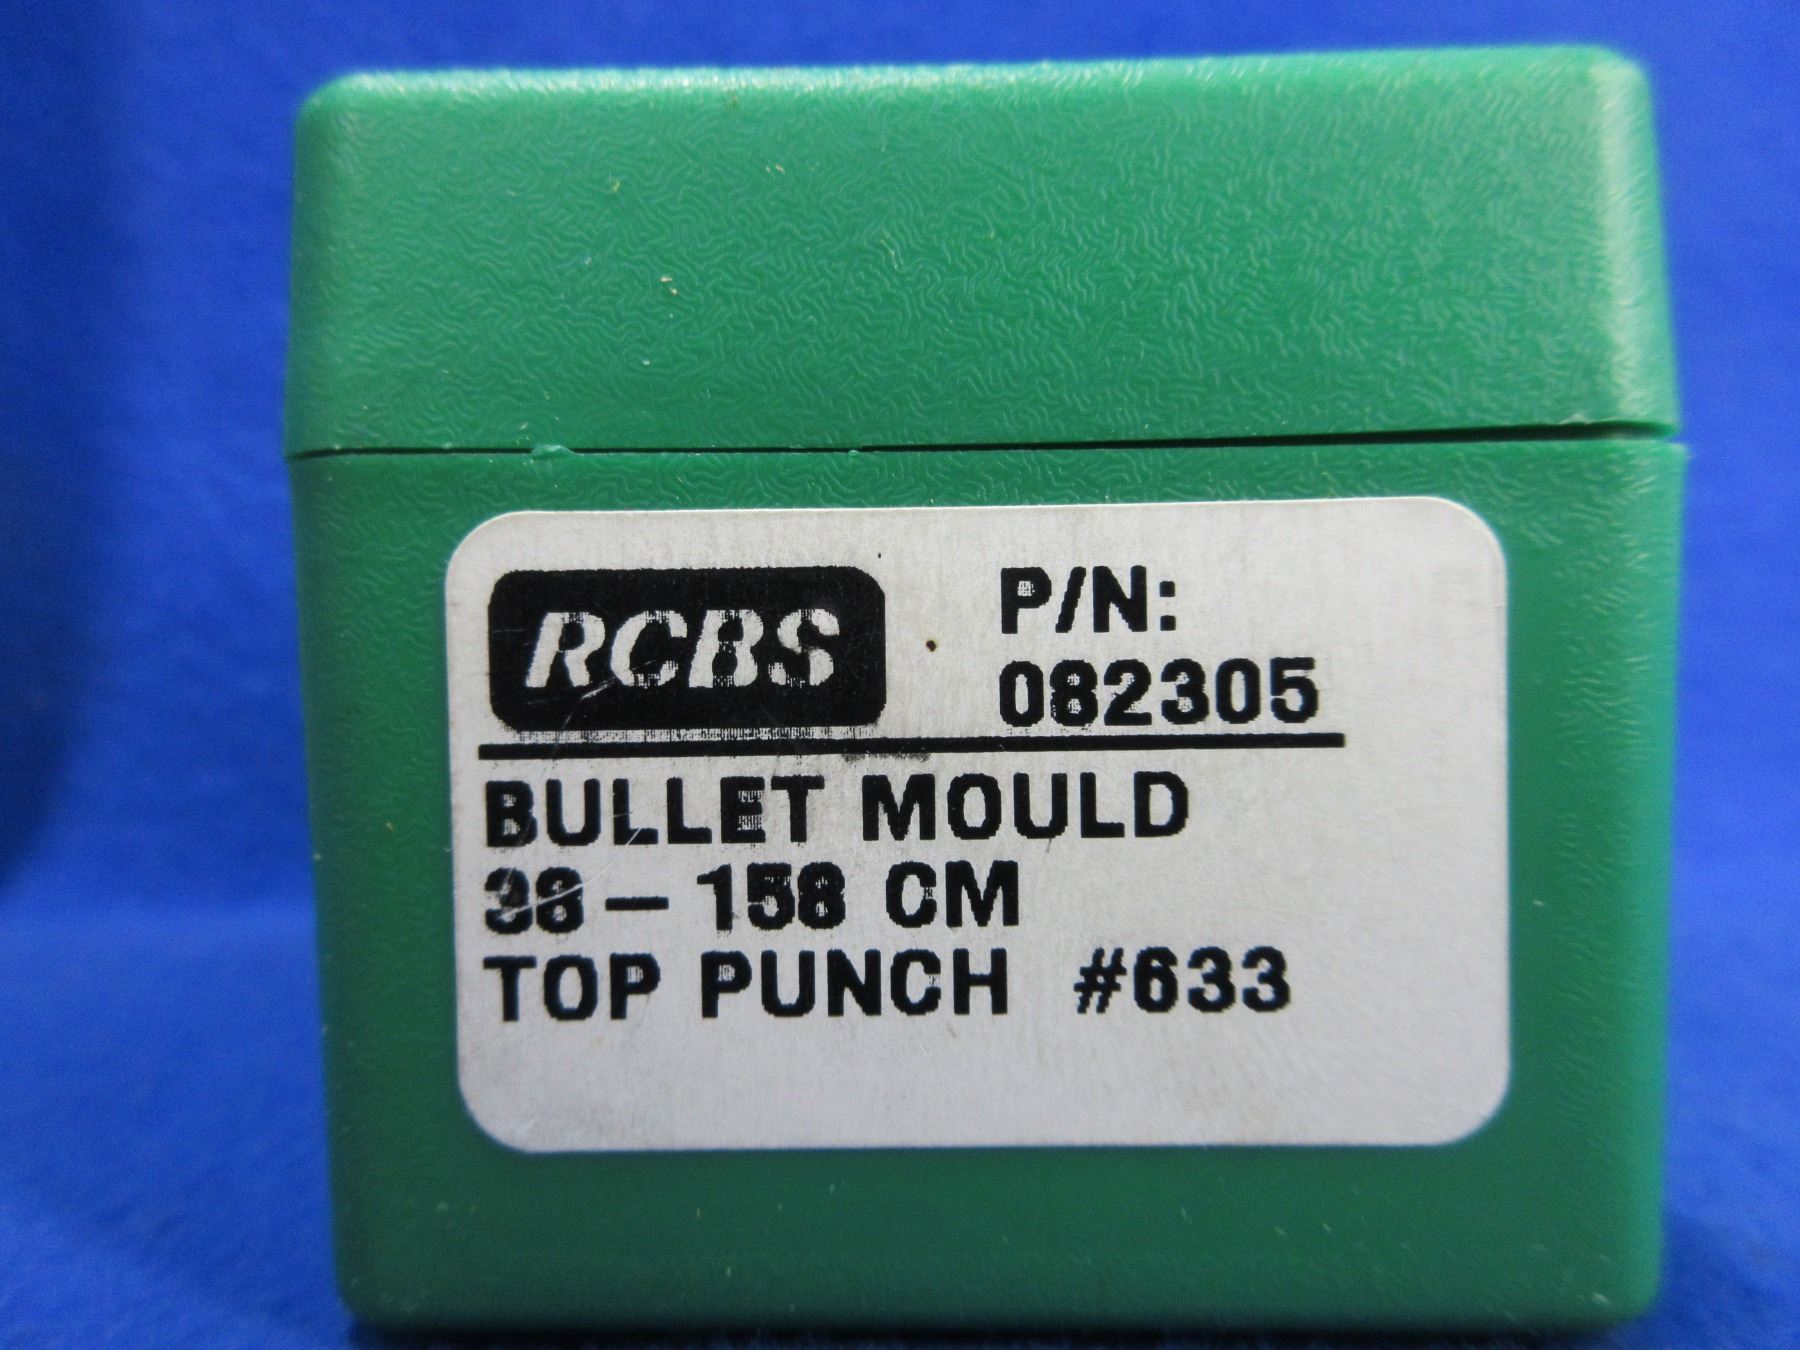 RCBS
P/N:
082305
BULLET MOULD
38 – 158 CM
TOP PUNCH #633